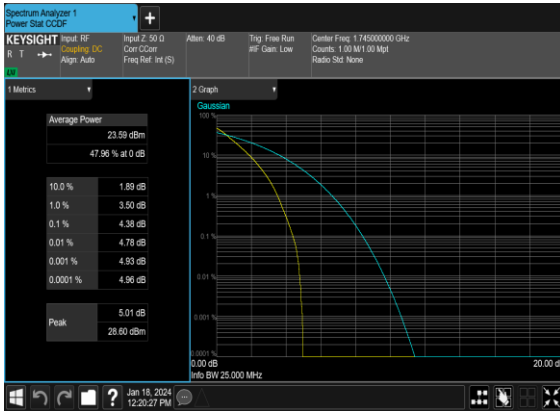 Spectrum Analyzer 1
Power Stat CCDF
+
KEYSIGHT
R T
LV
Input: RF
Coupling: DC
Align: Auto
Input Z: 50 Ω
Corr CCorr
Freq Ref: Int (S)
Atten: 40 dB
Trig: Free Run
#IF Gain: Low
Center Freq: 1.745000000 GHz
Counts: 1.00 M/1.00 Mpt
Radio Std: None
1 Metrics
Average Power
23.59 dBm
47.96 % at 0 dB
10.0 % 1.89 dB
1.0 % 3.50 dB
0.1 % 4.38 dB
0.01 % 4.78 dB
0.001 % 4.93 dB
0.0001 % 4.96 dB
Peak
5.01 dB
28.60 dBm
2 Graph
Gaussian
100 %
10 %
1 %
0.1 %
0.01 %
0.001 %
0.0001 %
0.00 dB
20.00 d
Info BW 25.000 MHz
?
Jan 18, 2024
12:20:27 PM